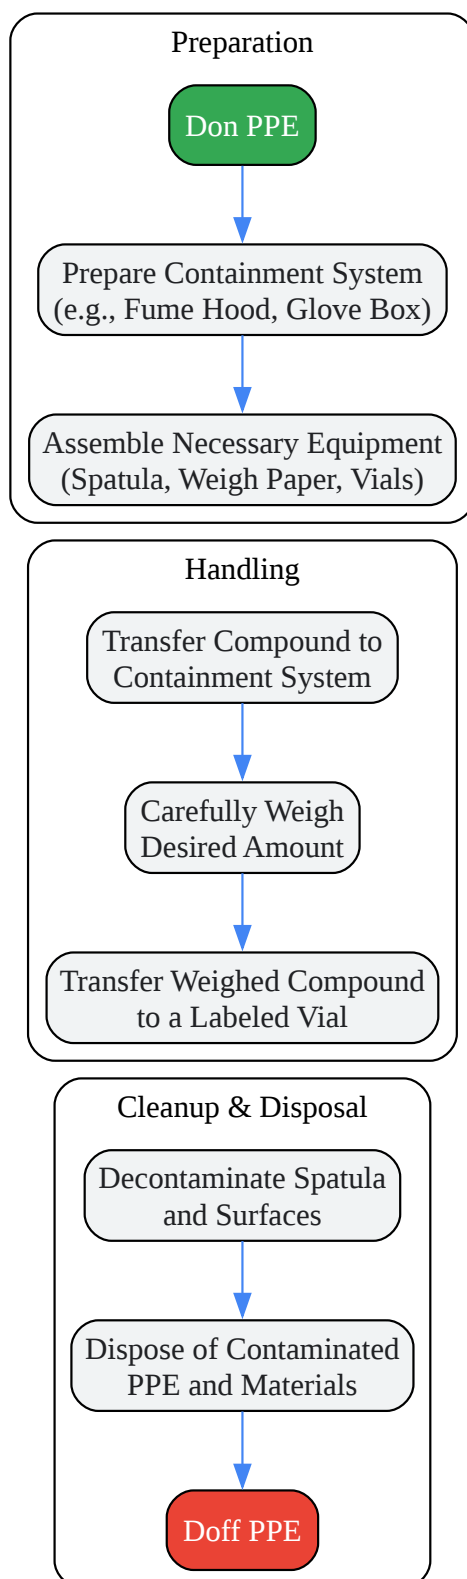 Preparation
Don PPE
Prepare Containment System
(e.g., Fume Hood, Glove Box)
Assemble Necessary Equipment
(Spatula, Weigh Paper, Vials)
Handling
Transfer Compound to
Containment System
Carefully Weigh
Desired Amount
Transfer Weighed Compound
to a Labeled Vial
Cleanup & Disposal
Decontaminate Spatula
and Surfaces
Dispose of Contaminated
PPE and Materials
Doff PPE